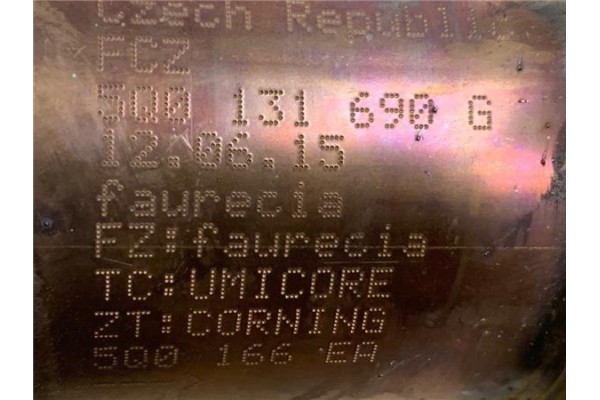 Czech Republic
FCZ
5Q0 131 690 G
12.06.15
faurecia
FZ:faurecia
TC:UMICORE
ZT:CORNING
5Q0 166 EA